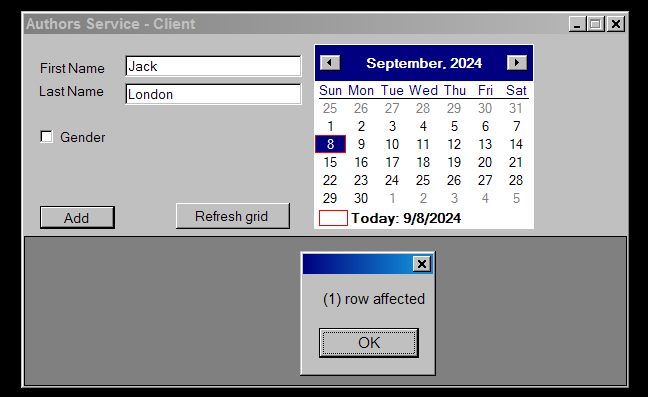 Authors Service - Client
First Name Jack
Last Name London
Gender
Add
Refresh grid
September, 2024
Sun Mon Tue Wed Thu Fri Sat
25 26 27 28 29 30 31
1 2 3 4 5 6 7
8 9 10 11 12 13 14
15 16 17 18 19 20 21
22 23 24 25 26 27 28
29 30 1 2 3 4 5
Today: 9/8/2024
(1) row affected
OK